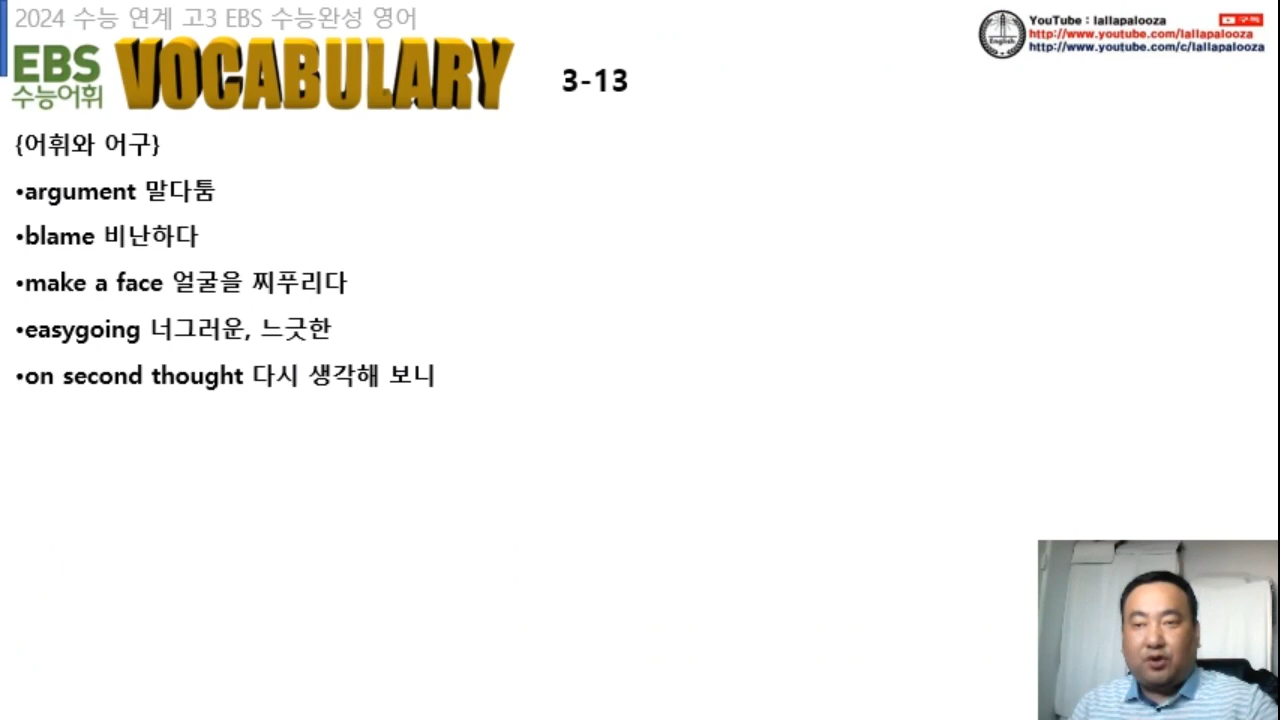 2024 수능 연계 고3 EBS 수능완성 영어
EBS
수능어휘
VOCABULARY
3-13
YouTube : lallapalooza
구독
http://www.youtube.com/lallapalooza
http://www.youtube.com/c/lallapalooza
English
{어휘와 어구}
•argument 말다툼
•blame 비난하다
•make a face 얼굴을 찌푸리다
•easygoing 너그러운, 느긋한
•on second thought 다시 생각해 보니